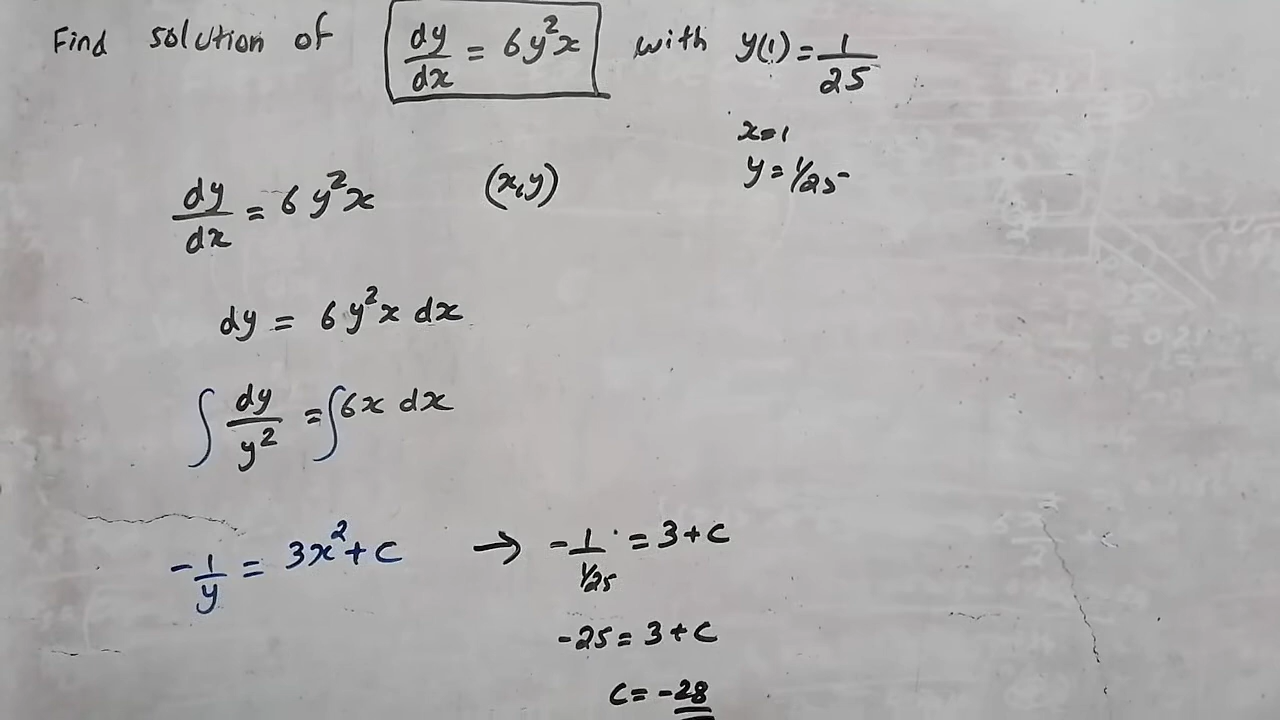 Find solution of dy/dx = 6y²x with y(1) = 1/25
x=1
y = 1/25
dy/dx = 6y²x (x,y)
dy = 6y²x dx
∫ dy/y² = ∫6x dx
-1/y = 3x² + c → -1/(1/25) = 3+c
-25 = 3+c
c = -28